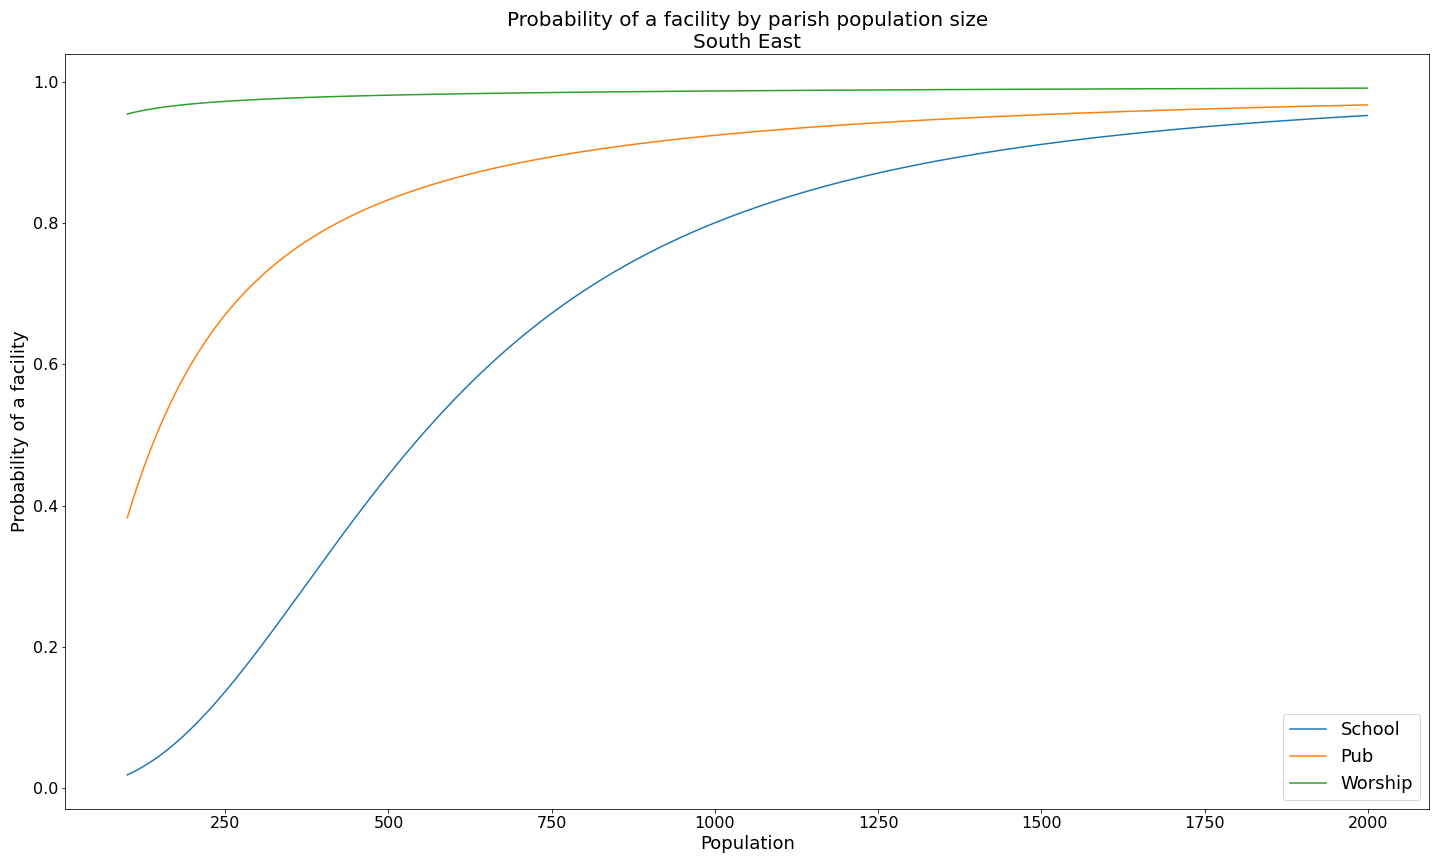 Probability of a facility by parish population size
South East
1.0
0.8
0.6
0.4
0.2
0.0
Probability of a facility
250 500 750 1000 1250 1500 1750 2000
Population
School
Pub
Worship